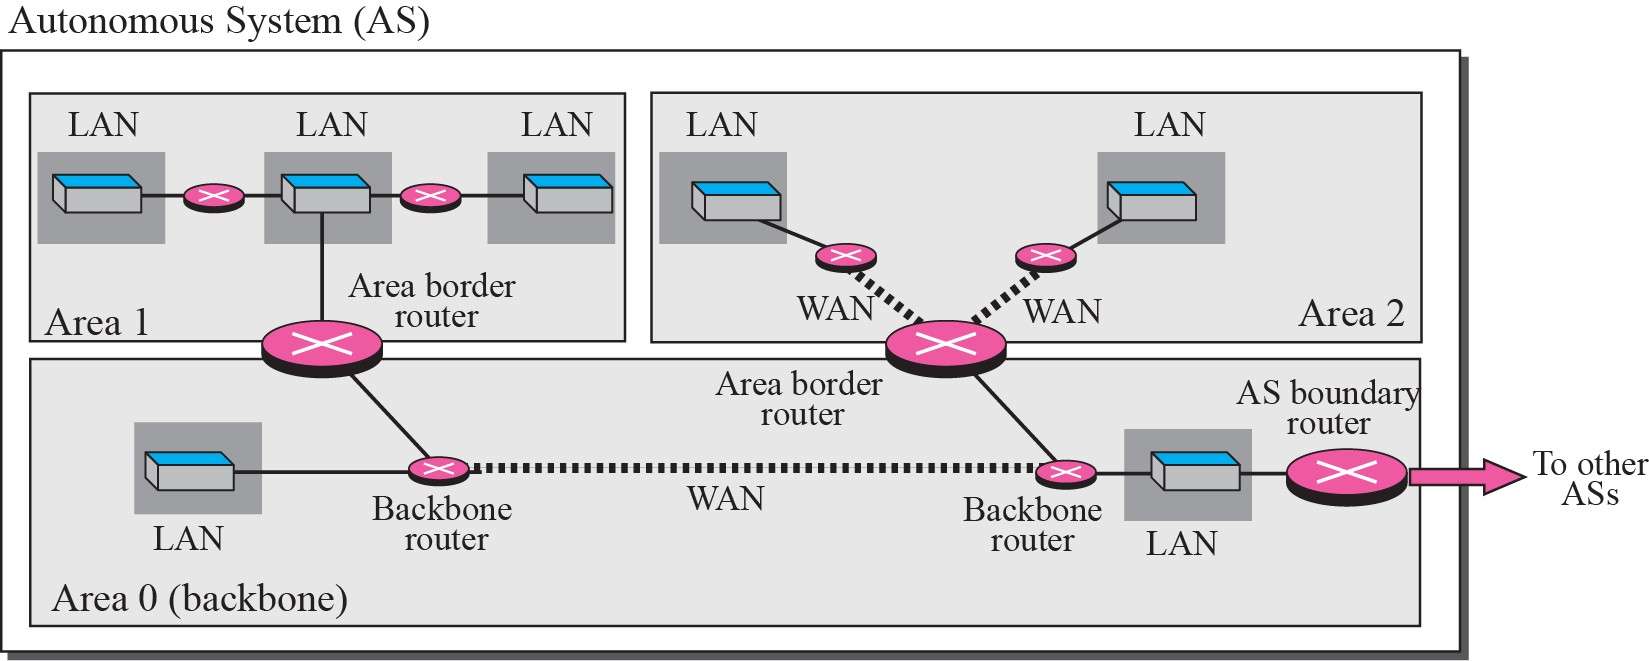 Autonomous System (AS)
LAN
LAN
LAN
Area border
router
Area 1
LAN
LAN
WAN
WAN
Area 2
Area border
router
AS boundary
router
To other
ASs
LAN
Backbone
router
WAN
Backbone
router
LAN
Area 0 (backbone)